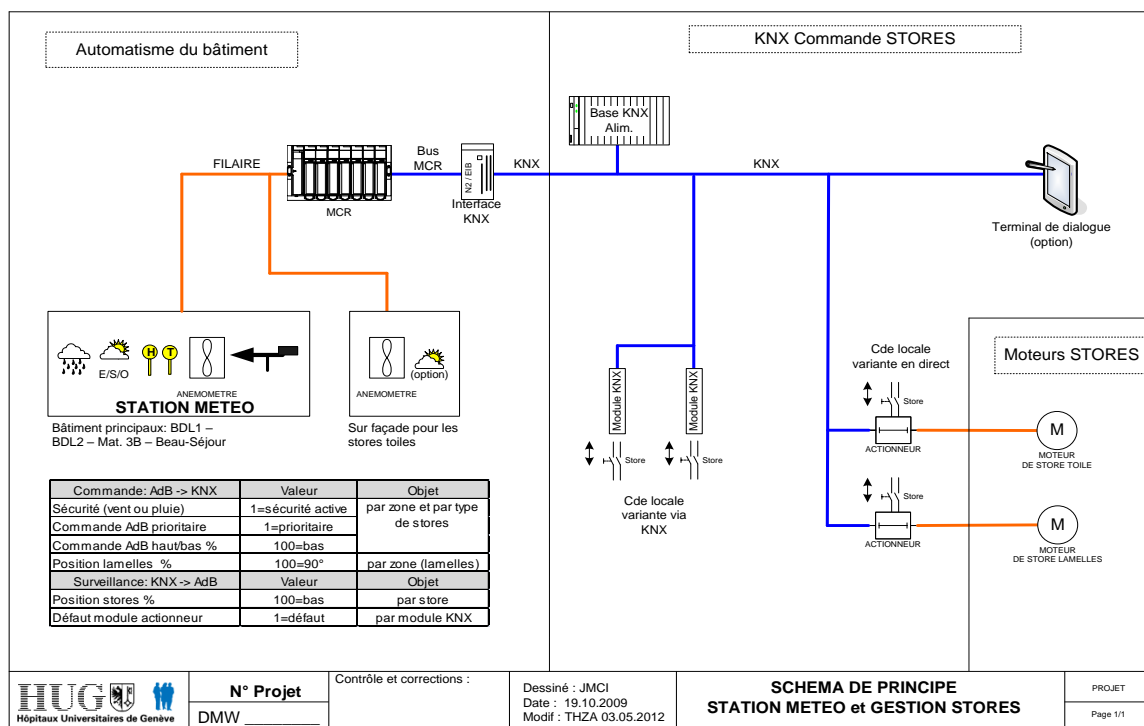 Automatisme du bâtiment
KNX Commande STORES
Base KNX
Alim.
FILAIRE
Bus
MCR
N2 / EIB
KNX
KNX
MCR
Interface
KNX
Terminal de dialogue
(option)
E/S/O
H
T
ANEMOMETRE
STATION METEO
(option)
ANEMOMETRE
Bâtiment principaux: BDL1 –
BDL2 – Mat. 3B – Beau-Séjour
Sur façade pour les
stores toiles
Module KNX
Module KNX
Store
Store
Cde locale
variante via
KNX
Cde locale
variante en direct
Moteurs STORES
Store
ACTIONNEUR
M
MOTEUR
DE STORE TOILE
Store
ACTIONNEUR
M
MOTEUR
DE STORE LAMELLES
Commande: AdB -> KNX Valeur Objet
Sécurité (vent ou pluie) 1=sécurité active par zone et par type
de stores
Commande AdB prioritaire 1=prioritaire
Commande AdB haut/bas % 100=bas
Position lamelles % 100=90° par zone (lamelles)
Surveillance: KNX -> AdB Valeur Objet
Position stores % 100=bas par store
Défaut module actionneur 1=défaut par module KNX
HUG
Hôpitaux Universitaires de Genève
N° Projet
DMW ________
Contrôle et corrections :
Dessiné : JMCI
Date : 19.10.2009
Modif : THZA 03.05.2012
SCHEMA DE PRINCIPE
STATION METEO et GESTION STORES
PROJET
Page 1/1